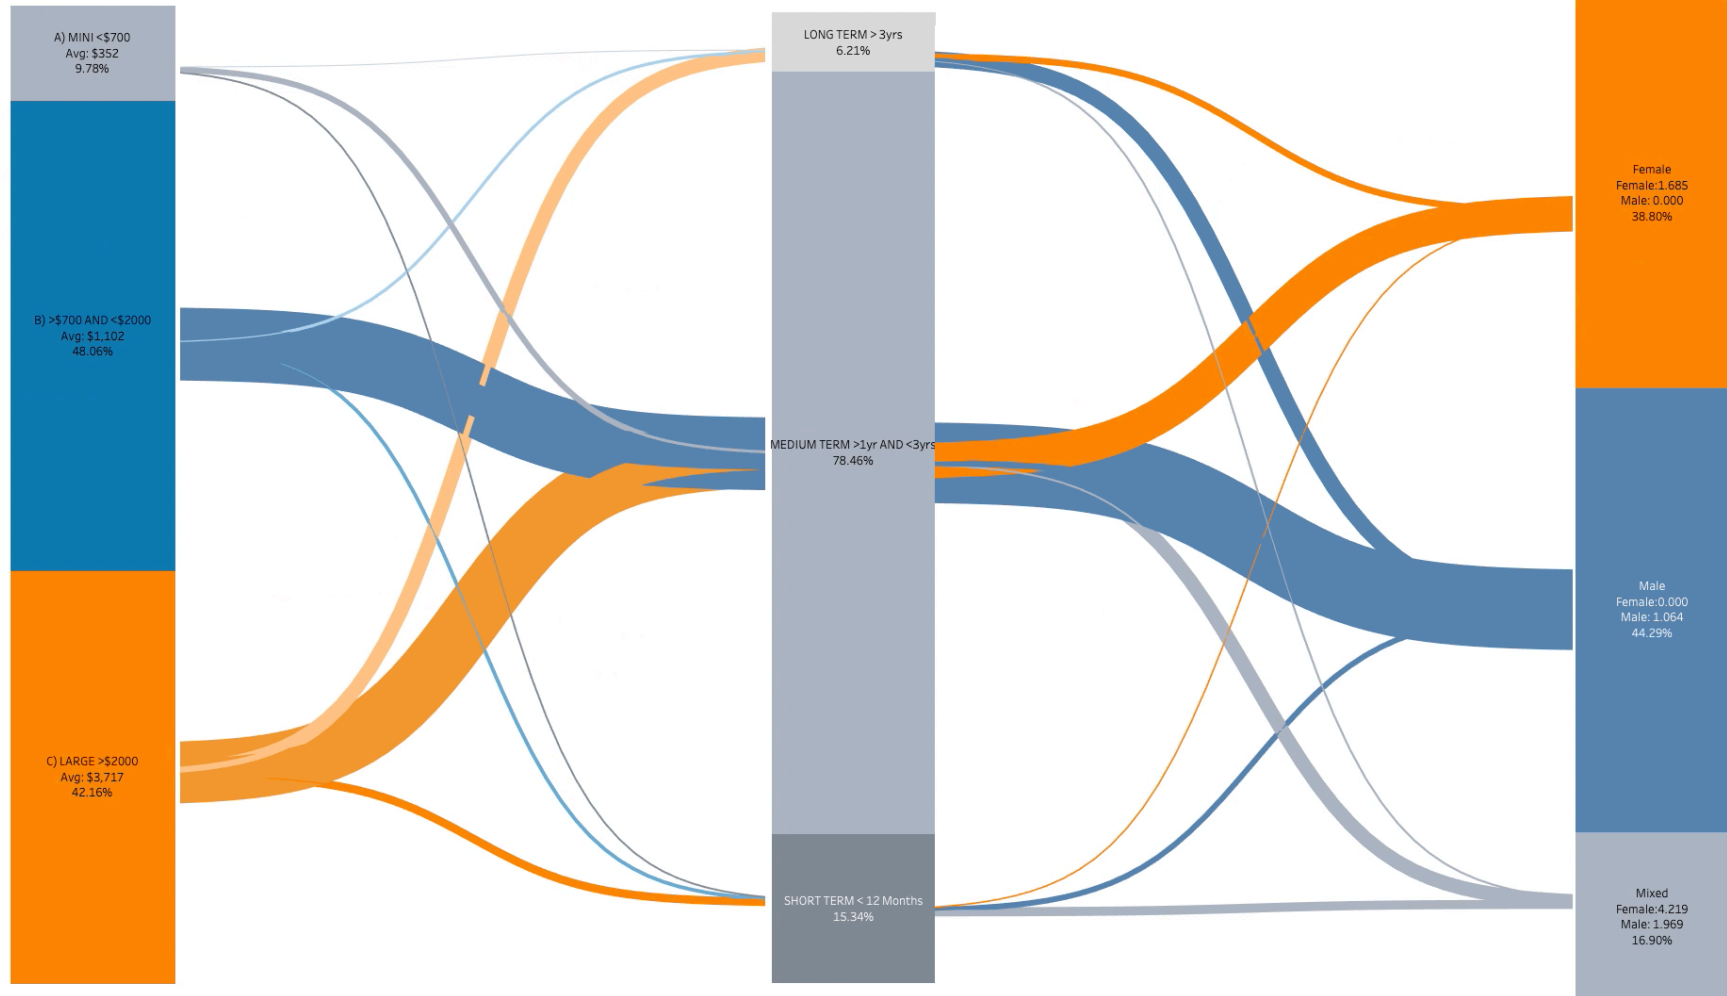 A) MINI <$700
Avg: $352
9.78%
B) >$700 AND <$2000
Avg: $1,102
48.06%
C) LARGE >$2000
Avg: $3,717
42.16%
LONG TERM > 3yrs
6.21%
MEDIUM TERM >1yr AND <3yrs
78.46%
SHORT TERM < 12 Months
15.34%
Female
Female:1.685
Male: 0.000
38.80%
Male
Female:0.000
Male: 1.064
44.29%
Mixed
Female:4.219
Male: 1.969
16.90%